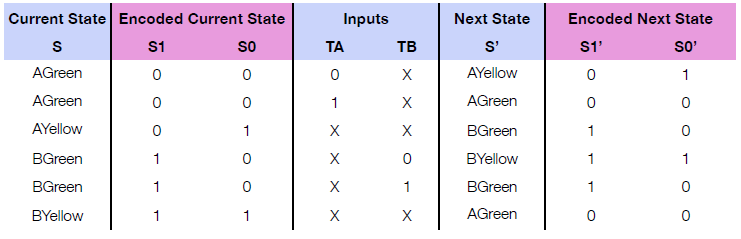 Current State Encoded Current State Inputs Next State Encoded Next State
S S1 S0 TA TB S’ S1’ S0’
AGreen 0 0 0 X AYellow 0 1
AGreen 0 0 1 X AGreen 0 0
AYellow 0 1 X X BGreen 1 0
BGreen 1 0 X 0 BYellow 1 1
BGreen 1 0 X 1 BGreen 1 0
BYellow 1 1 X X AGreen 0 0